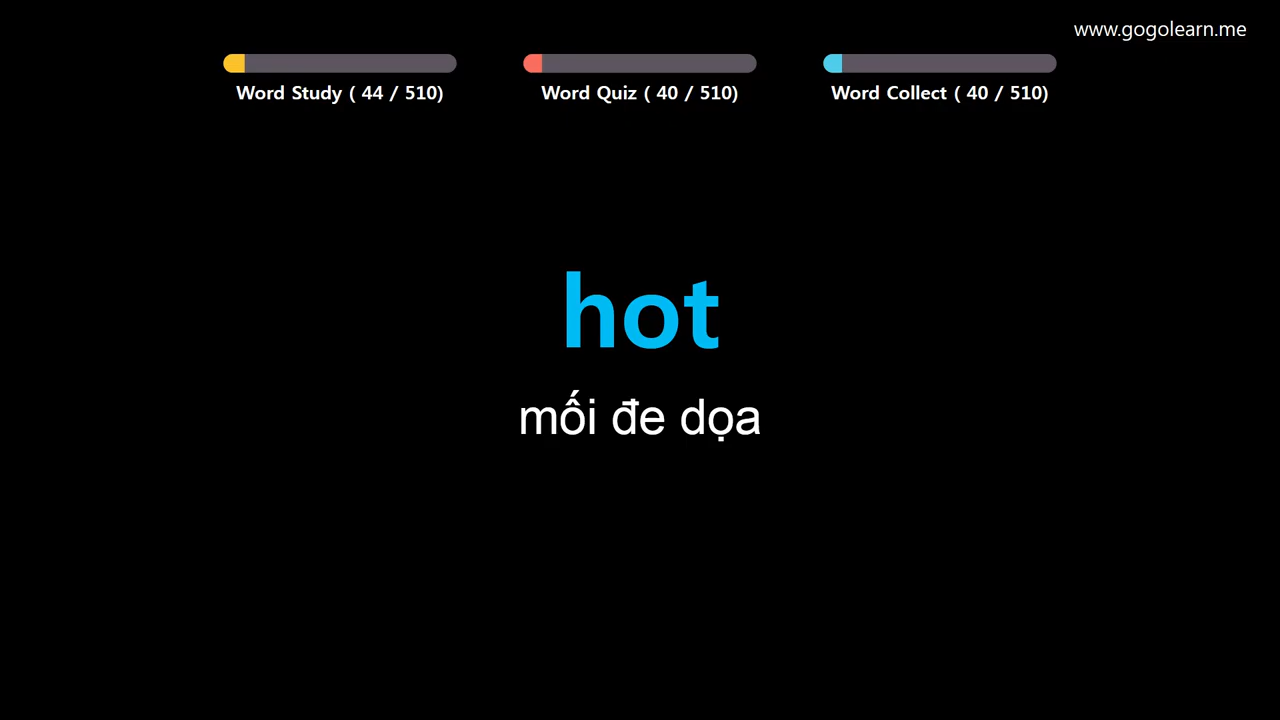 www.gogolearn.me
Word Study ( 44 / 510)
Word Quiz ( 40 / 510)
Word Collect ( 40 / 510)
hot
mối đe dọa